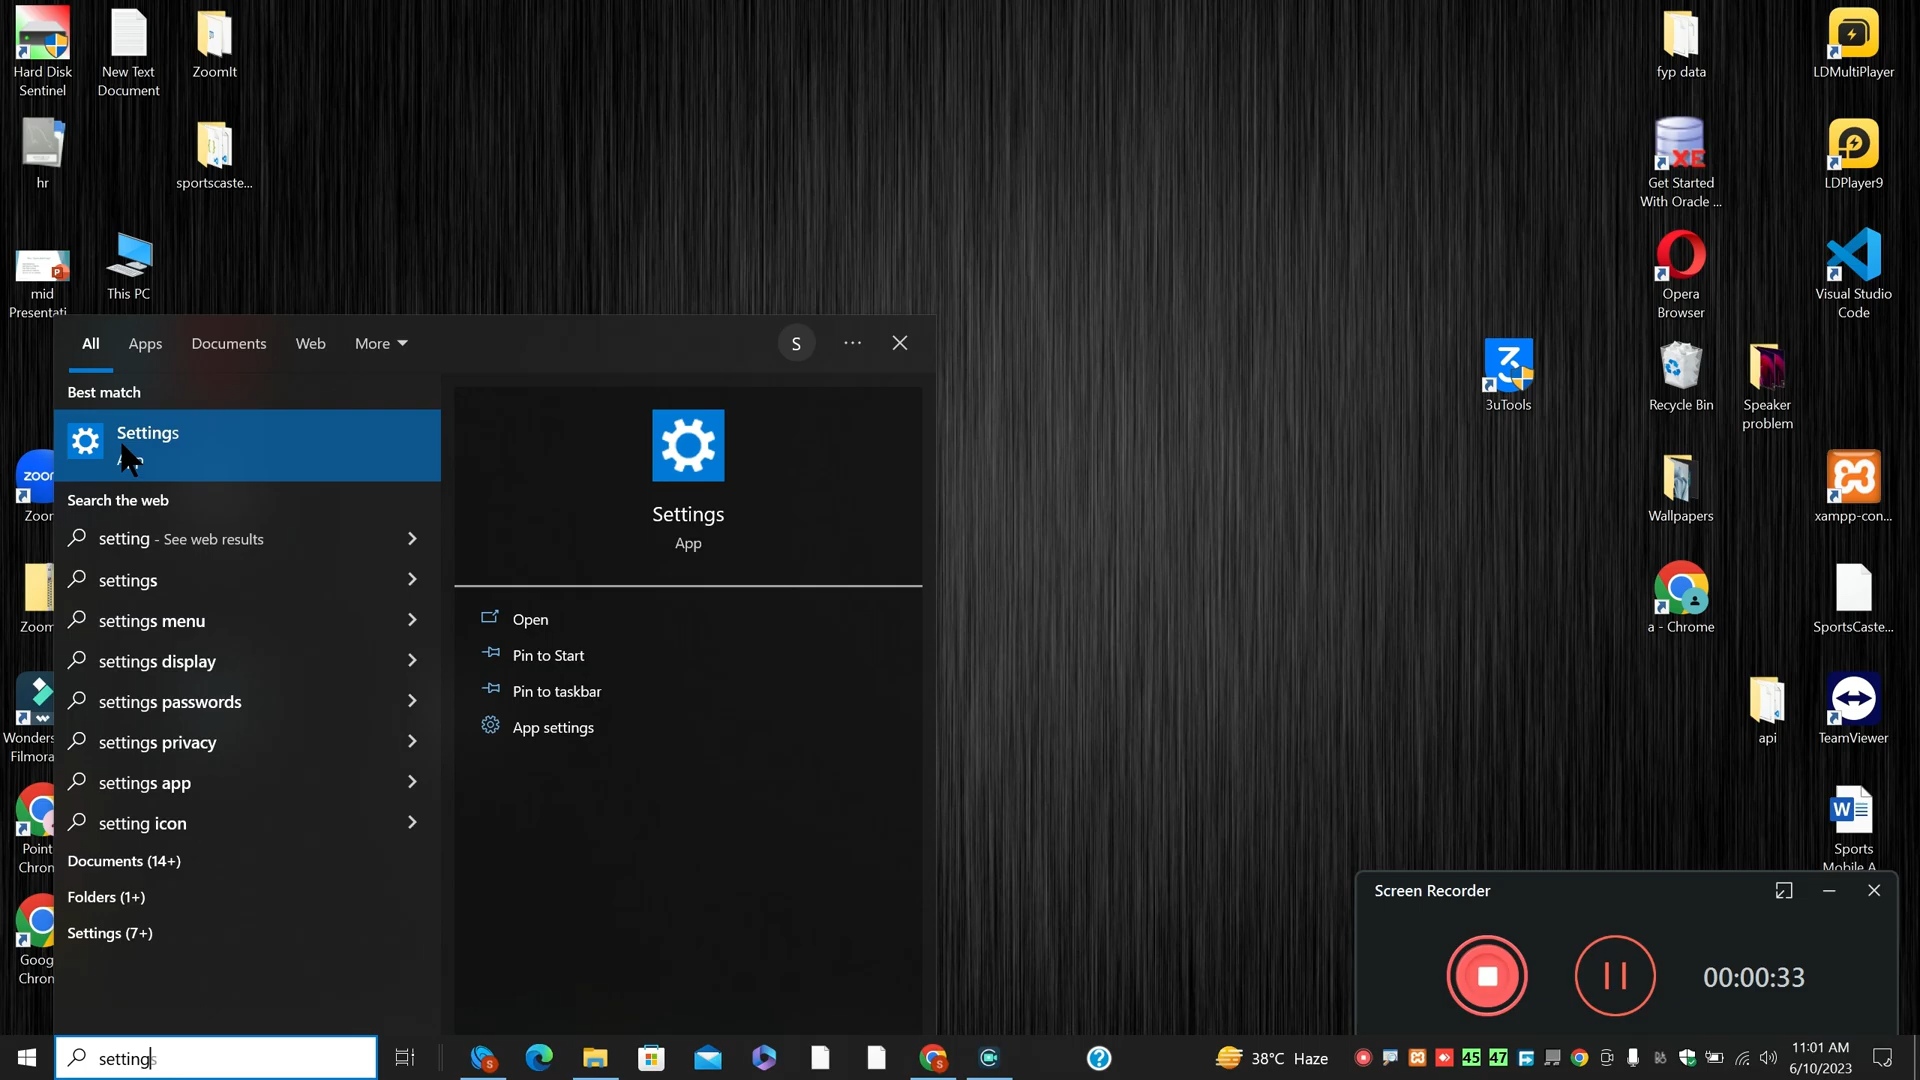 Hard Disk
Sentinel
New Text
Document
ZoomIt
hr
sportscaste...
mid
Presentati
This PC
fyp data
LDMultiPlayer
Get Started
With Oracle ...
XE
LDPlayer9
Opera
Browser
Visual Studio
Code
3uTools
Recycle Bin
Speaker
problem
Wallpapers
xampp-con...
a - Chrome
SportsCaste...
api
TeamViewer
Sports
Mobile A
zoom
Zoor
Zoom
Wonders
Filmora
Point
Chron
Goog
Chron
All
Apps
Documents
Web
More
S
...
Best match
Settings
App
Search the web
setting - See web results
settings
settings menu
settings display
settings passwords
settings privacy
settings app
setting icon
Documents (14+)
Folders (1+)
Settings (7+)
Settings
App
Open
Pin to Start
Pin to taskbar
App settings
Screen Recorder
00:00:33
settings
38°C Haze
45 47
11:01 AM
6/10/2023